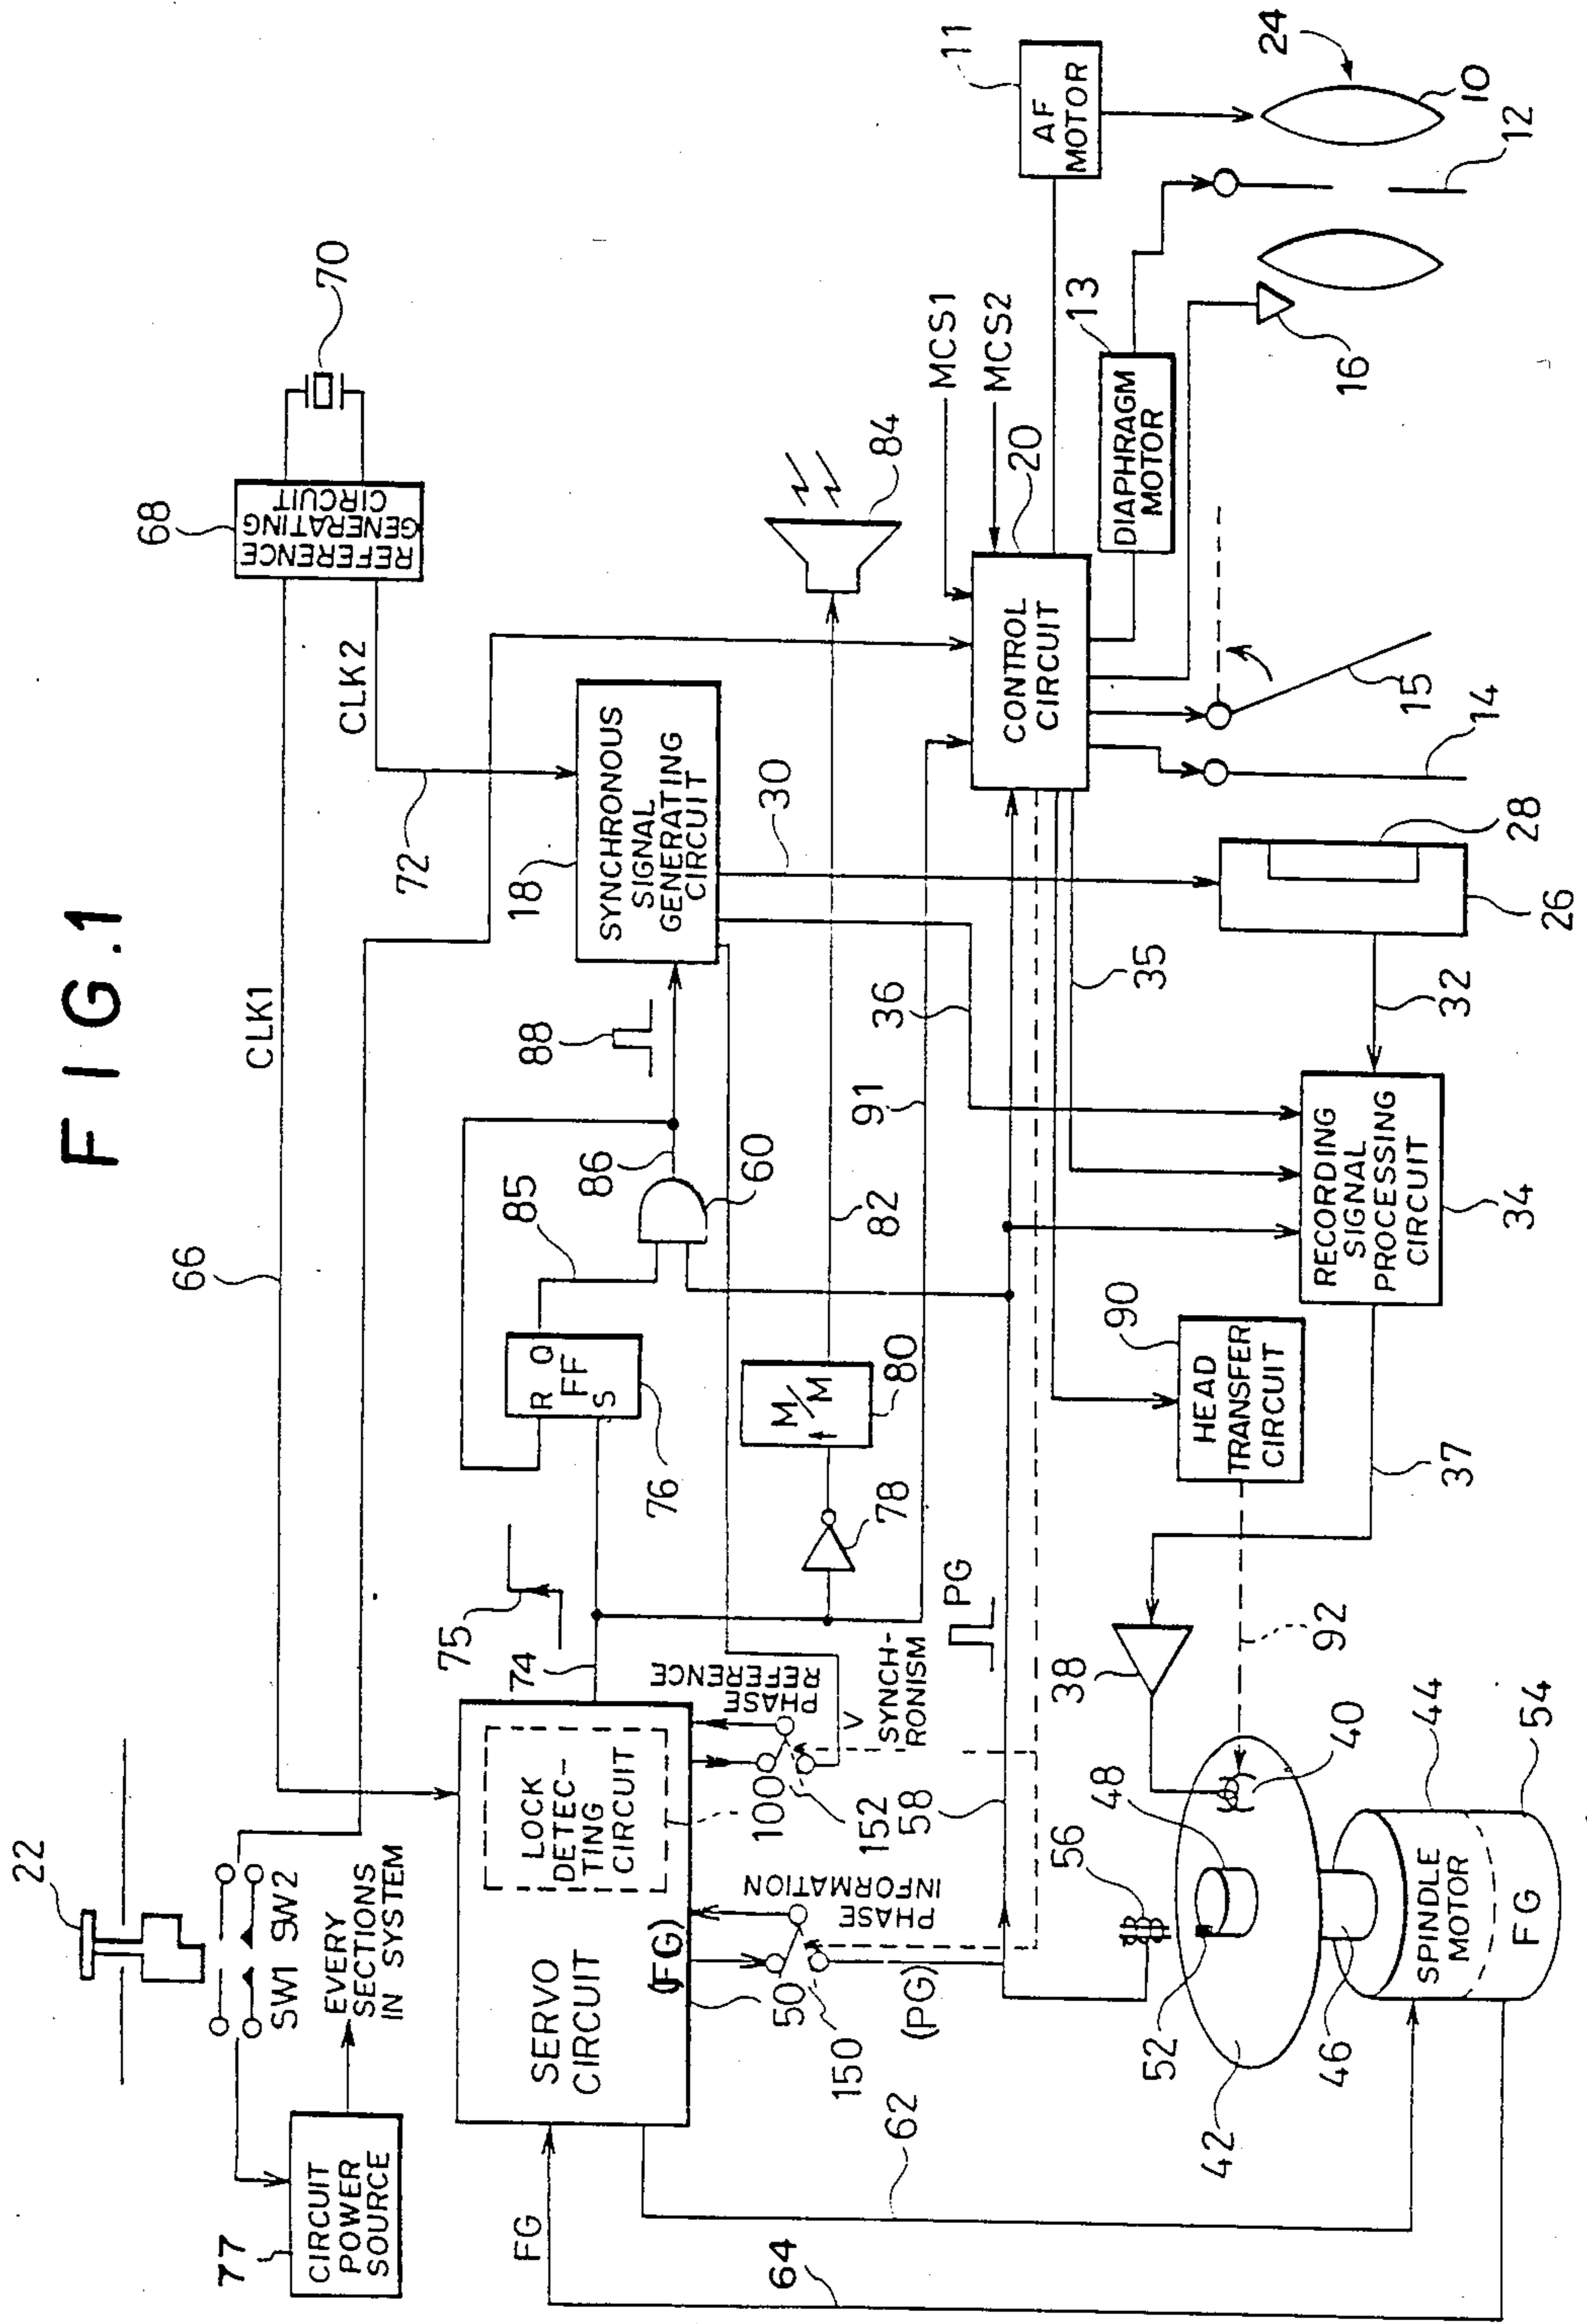 FIG.1
22
SW1 SW2
77
CIRCUIT
POWER
SOURCE
EVERY
SECTIONS
IN SYSTEM
66
CLK1
68
REFERENCE
GENERATING
CIRCUIT
70
CLK2
72
75
74
SERVO
CIRCUIT
LOCK
DETEC-
TING
CIRCUIT
100
(FG)
50
PHASE
INFORMATION
150
(PG)
152
PHASE
REFERENCE
V
SYNCH-
RONISM
58
PG
R Q
FF
S
76
85
86
60
88
18
SYNCHRONOUS
SIGNAL
GENERATING
CIRCUIT
30
36
78
M/M
80
82
84
91
MCS1
MCS2
20
CONTROL
CIRCUIT
35
11
AF
MOTOR
13
DIAPHRAGM
MOTOR
24
10
12
16
15
14
28
26
32
RECORDING
SIGNAL
PROCESSING
CIRCUIT
34
37
90
HEAD
TRANSFER
CIRCUIT
92
38
40
48
56
52
42
46
44
54
SPINDLE
MOTOR
FG
62
64
FG